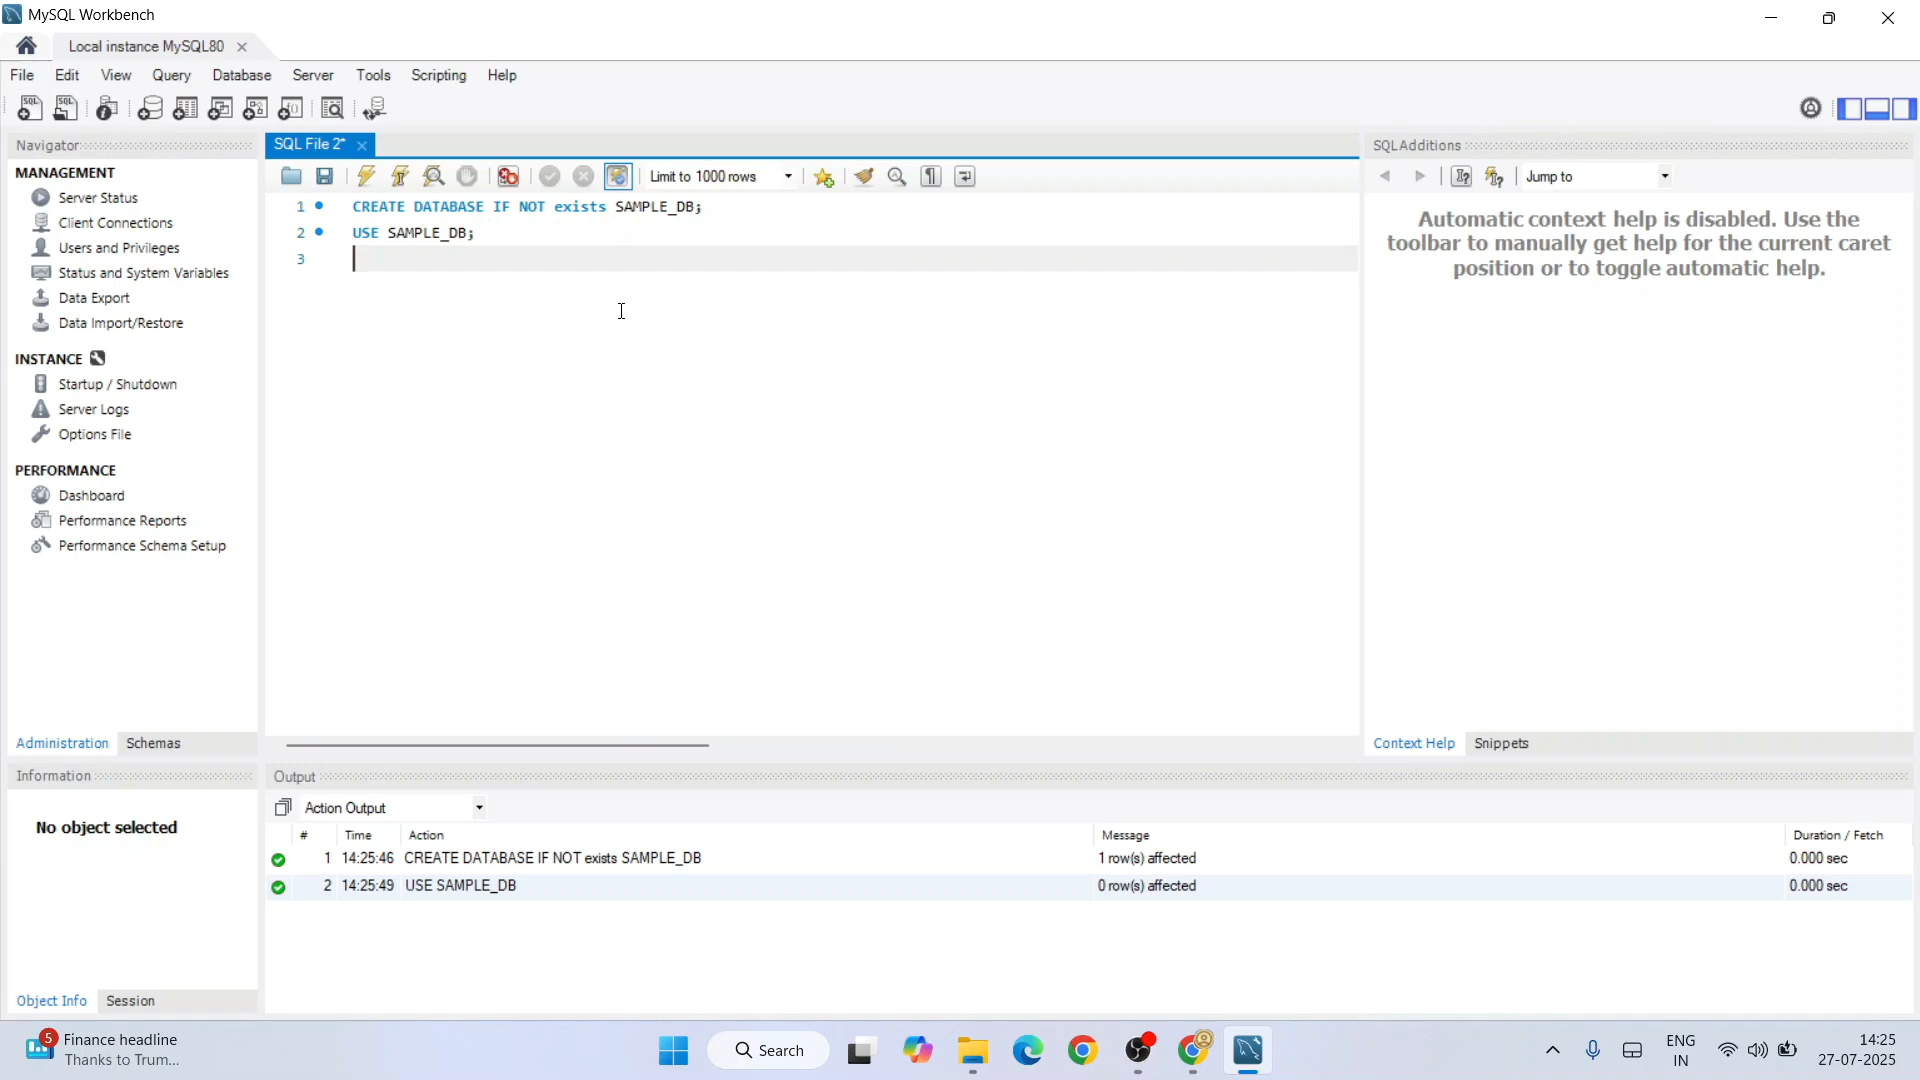 MySQL Workbench
Local instance MySQL80
File Edit View Query Database Server Tools Scripting Help
Navigator
MANAGEMENT
Server Status
Client Connections
Users and Privileges
Status and System Variables
Data Export
Data Import/Restore
INSTANCE
Startup / Shutdown
Server Logs
Options File
PERFORMANCE
Dashboard
Performance Reports
Performance Schema Setup
Administration Schemas
Information
No object selected
Object Info Session
SQL File 2*
Limit to 1000 rows
1 CREATE DATABASE IF NOT exists SAMPLE_DB;
2 USE SAMPLE_DB;
3
SQLAdditions
Jump to
Automatic context help is disabled. Use the
toolbar to manually get help for the current caret
position or to toggle automatic help.
Context Help Snippets
Output
Action Output
# Time Action Message Duration / Fetch
1 14:25:46 CREATE DATABASE IF NOT exists SAMPLE_DB 1 row(s) affected 0.000 sec
2 14:25:49 USE SAMPLE_DB 0 row(s) affected 0.000 sec
5 Finance headline
Thanks to Trum...
Search
ENG
IN
14:25
27-07-2025